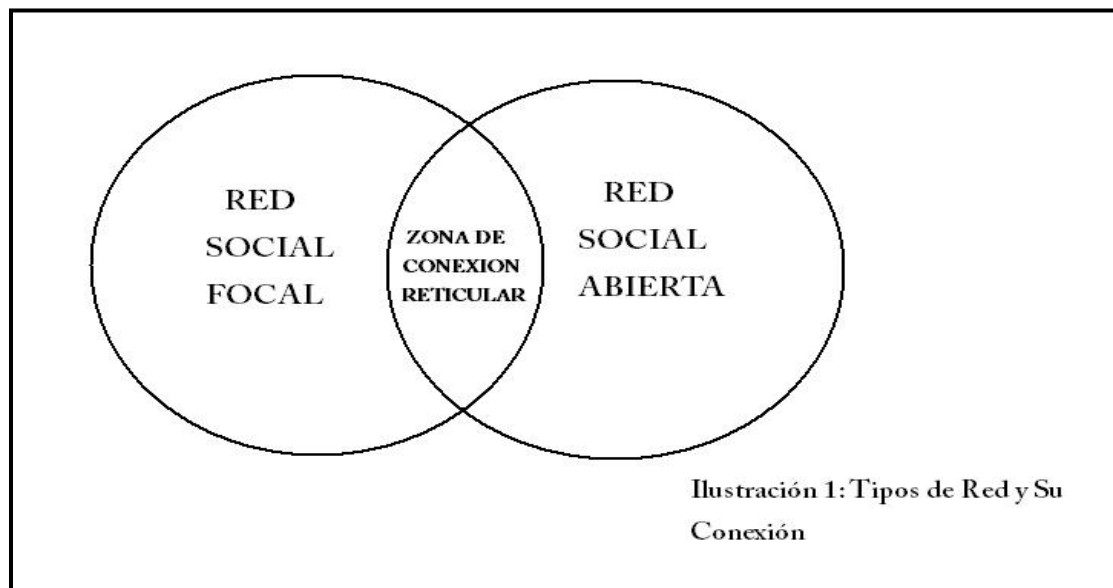 RED
SOCIAL
FOCAL
ZONA DE
CONEXION
RETICULAR
RED
SOCIAL
ABIERTA
Ilustración 1: Tipos de Red y Su
Conexión